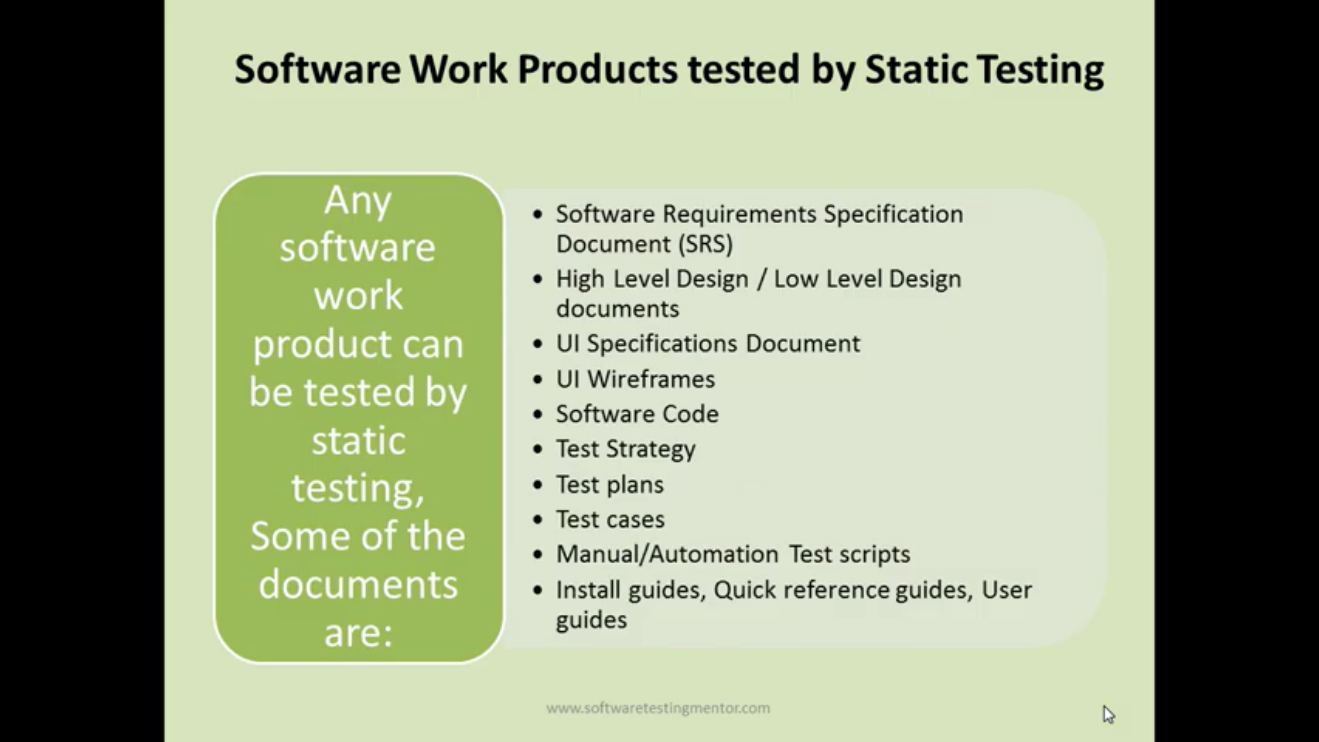 Software Work Products tested by Static Testing
Any
software
work
product can
be tested by
static
testing,
Some of the
documents
are:
• Software Requirements Specification
Document (SRS)
• High Level Design / Low Level Design
documents
• UI Specifications Document
• UI Wireframes
• Software Code
• Test Strategy
• Test plans
• Test cases
• Manual/Automation Test scripts
• Install guides, Quick reference guides, User
guides
www.softwaretestingmentor.com